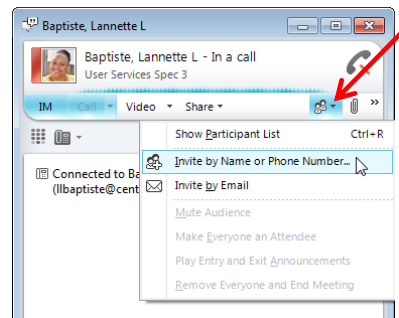 Baptiste, Lannette L
Baptiste, Lannette L - In a call
User Services Spec 3
IM Call Video Share
Show Participant List Ctrl+R
Invite by Name or Phone Number...
Connected to Ba
(llbaptiste@cent
Invite by Email
Mute Audience
Make Everyone an Attendee
Play Entry and Exit Announcements
Remove Everyone and End Meeting